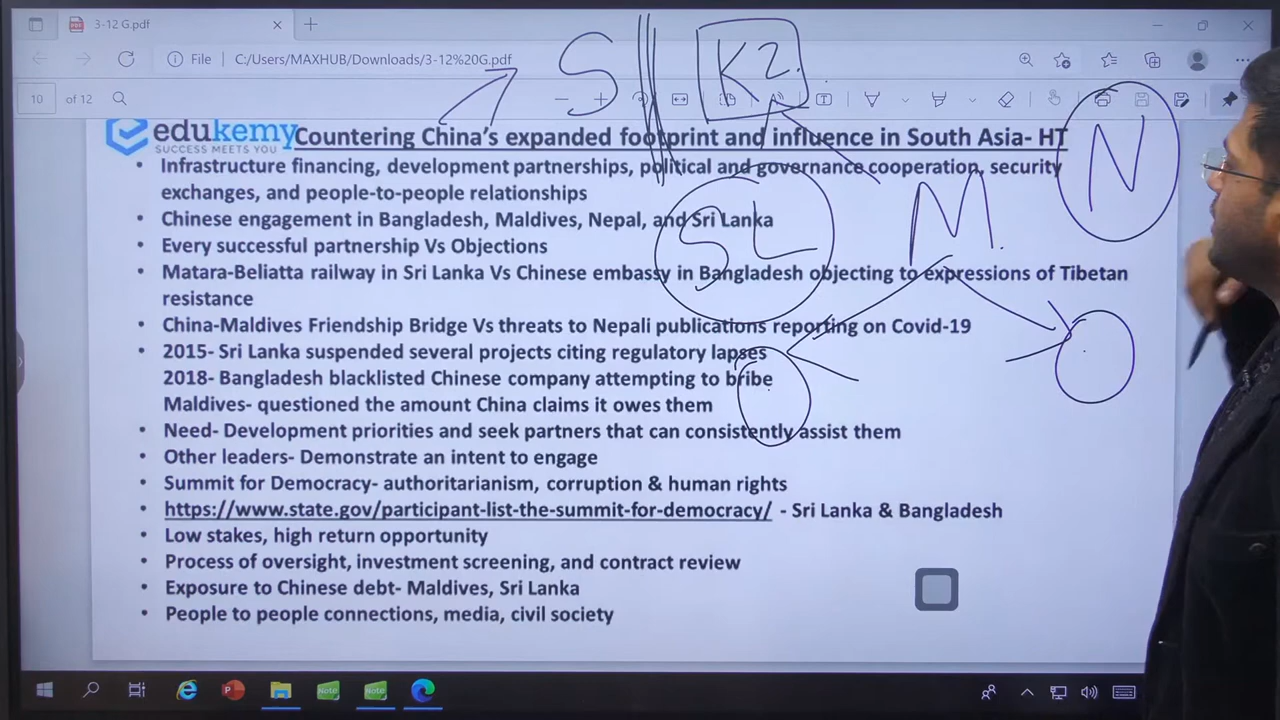 3-12 G.pdf
File C:/Users/MAXHUB/Downloads/3-12%20G.pdf
10 of 12
S K2.
edukemy
SUCCESS MEETS YOU
Countering China's expanded footprint and influence in South Asia- HT
N
• Infrastructure financing, development partnerships, political and governance cooperation, security
exchanges, and people-to-people relationships
M.
SL
• Chinese engagement in Bangladesh, Maldives, Nepal, and Sri Lanka
• Every successful partnership Vs Objections
• Matara-Beliatta railway in Sri Lanka Vs Chinese embassy in Bangladesh objecting to expressions of Tibetan
resistance
• China-Maldives Friendship Bridge Vs threats to Nepali publications reporting on Covid-19
• 2015- Sri Lanka suspended several projects citing regulatory lapses
2018- Bangladesh blacklisted Chinese company attempting to bribe
Maldives- questioned the amount China claims it owes them
• Need- Development priorities and seek partners that can consistently assist them
• Other leaders- Demonstrate an intent to engage
• Summit for Democracy- authoritarianism, corruption & human rights
• https://www.state.gov/participant-list-the-summit-for-democracy/ - Sri Lanka & Bangladesh
• Low stakes, high return opportunity
• Process of oversight, investment screening, and contract review
• Exposure to Chinese debt- Maldives, Sri Lanka
• People to people connections, media, civil society